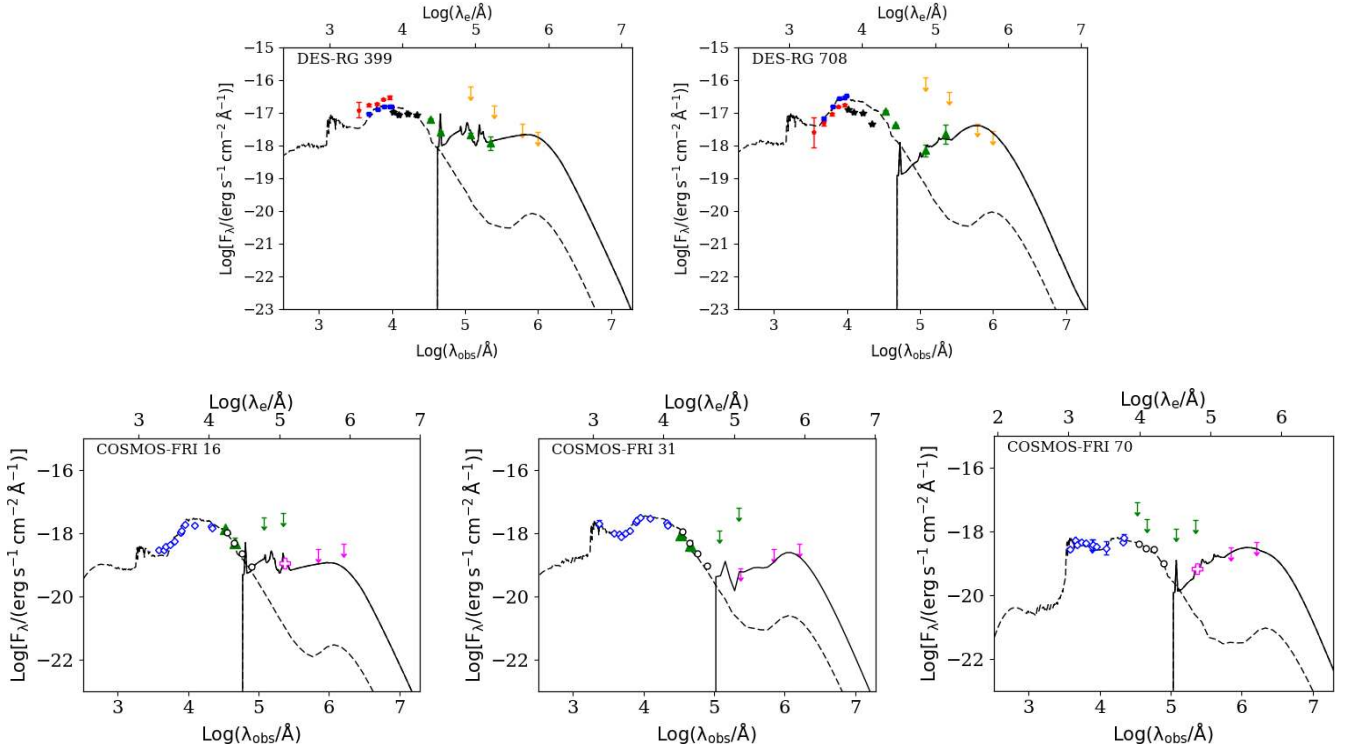 Log(λe/Å)
Log(λe/Å)
3 4 5 6 7
3 4 5 6 7
DES-RG 399
DES-RG 708
−15
−16
−17
−18
−19
−20
−21
−22
−23
−15
−16
−17
−18
−19
−20
−21
−22
−23
Log[Fλ/(erg s−1 cm−2 Å−1)]
Log[Fλ/(erg s−1 cm−2 Å−1)]
3 4 5 6 7
3 4 5 6 7
Log(λobs/Å)
Log(λobs/Å)
Log(λe/Å)
Log(λe/Å)
Log(λe/Å)
3 4 5 6 7
3 4 5 6 7
2 3 4 5 6
COSMOS-FRI 16
COSMOS-FRI 31
COSMOS-FRI 70
−16
−18
−20
−22
−16
−18
−20
−22
−16
−18
−20
−22
Log[Fλ/(erg s−1 cm−2 Å−1)]
Log[Fλ/(erg s−1 cm−2 Å−1)]
Log[Fλ/(erg s−1 cm−2 Å−1)]
3 4 5 6 7
3 4 5 6 7
3 4 5 6 7
Log(λobs/Å)
Log(λobs/Å)
Log(λobs/Å)